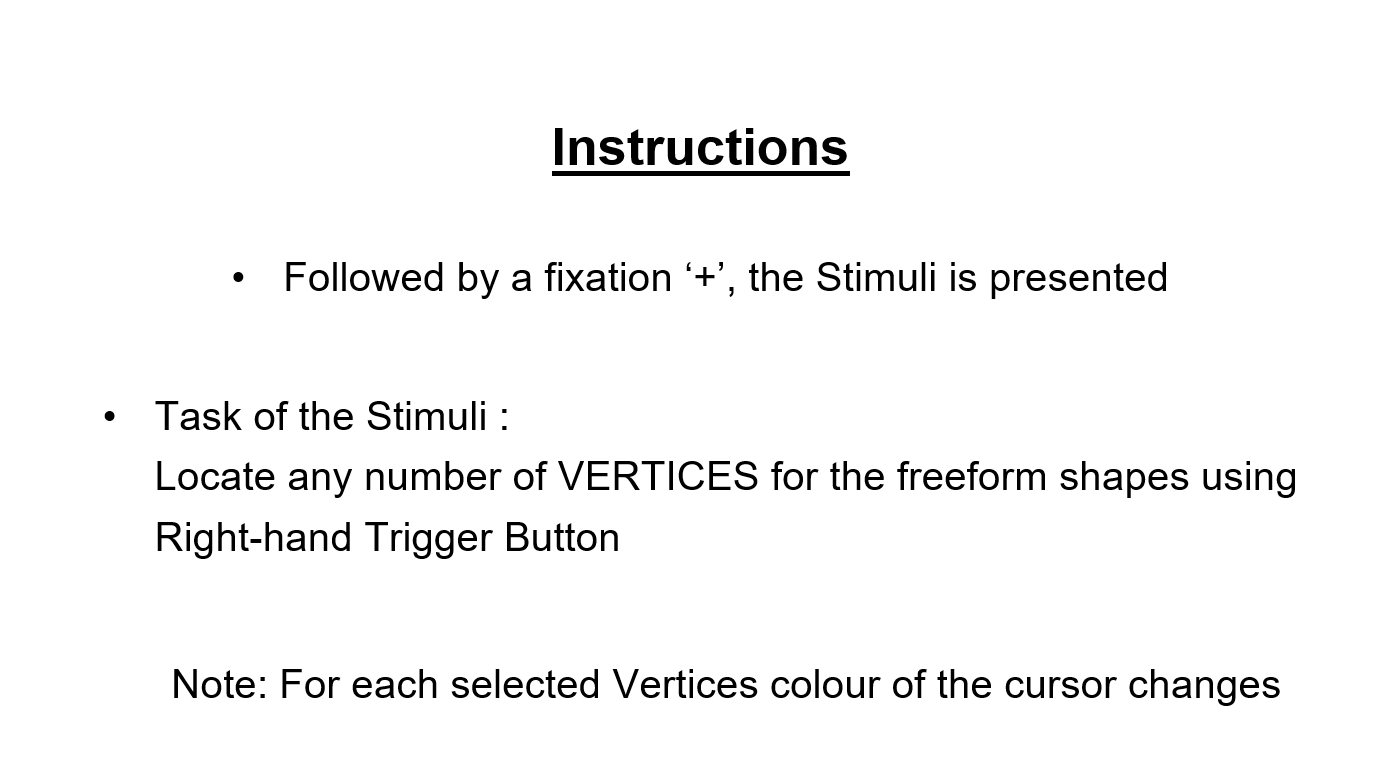 Instructions
• Followed by a fixation ‘+’, the Stimuli is presented
• Task of the Stimuli :
Locate any number of VERTICES for the freeform shapes using
Right-hand Trigger Button
Note: For each selected Vertices colour of the cursor changes